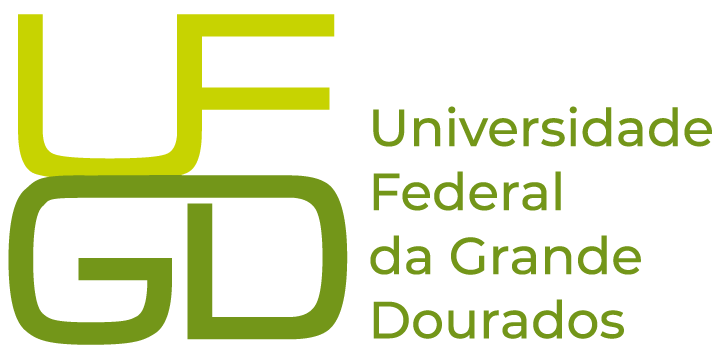 UF
GD
Universidade
Federal
da Grande
Dourados